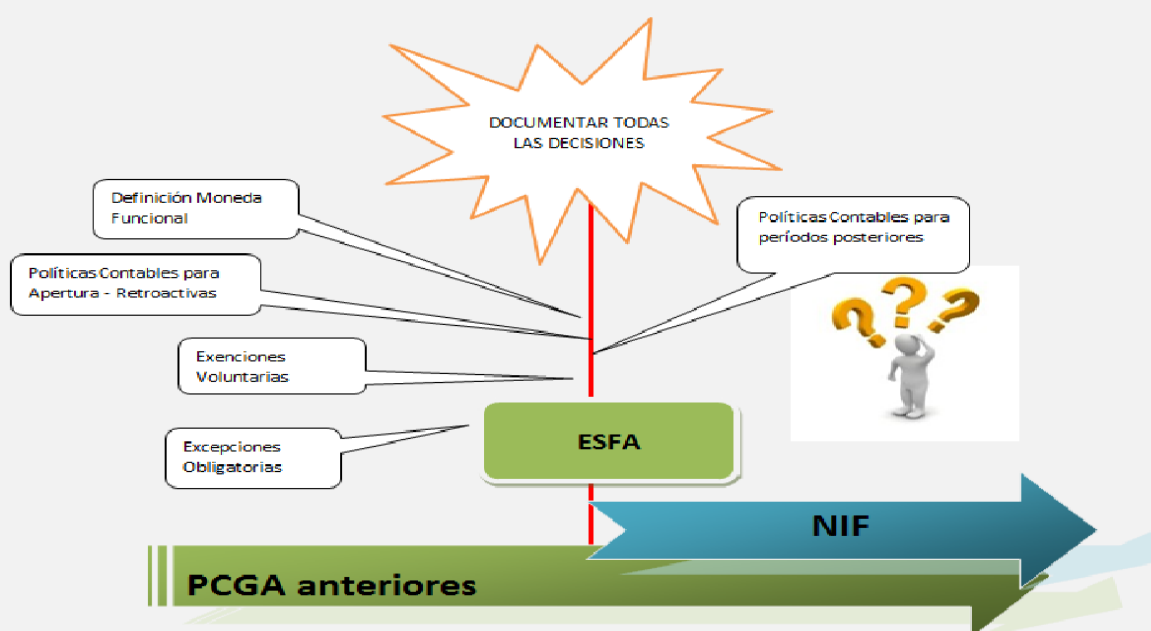 DOCUMENTAR TODAS
LAS DECISIONES
Definición Moneda
Funcional
Políticas Contables para
períodos posteriores
Políticas Contables para
Apertura - Retroactivas
Exenciones
Voluntarias
Excepciones
Obligatorias
ESFA
NIF
PCGA anteriores